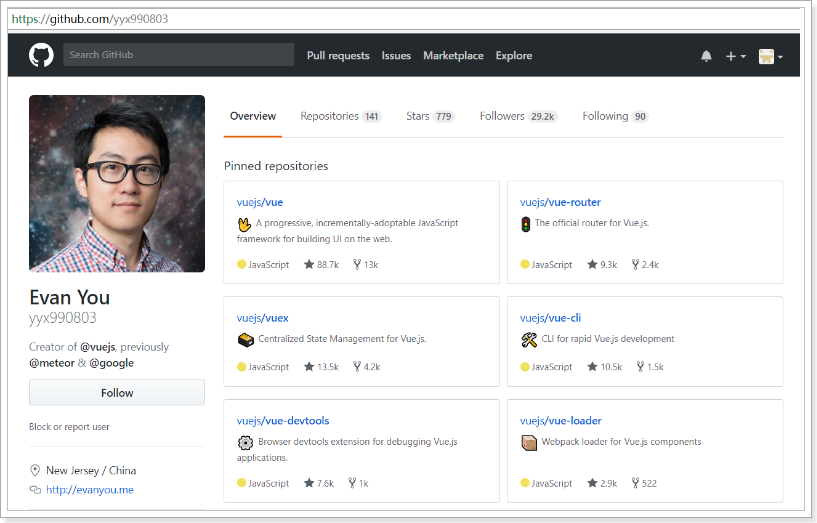 https://github.com/yyx990803
Search GitHub
Pull requests Issues Marketplace Explore
Overview Repositories 141 Stars 779 Followers 29.2k Following 90
Pinned repositories
vuejs/vue
A progressive, incrementally-adoptable JavaScript
framework for building UI on the web.
JavaScript 88.7k 13k
vuejs/vue-router
The official router for Vue.js.
JavaScript 9.3k 2.4k
Evan You
yyx990803
Creator of @vuejs, previously
@meteor & @google
Follow
Block or report user
New Jersey / China
http://evanyou.me
vuejs/vuex
Centralized State Management for Vue.js.
JavaScript 13.5k 4.2k
vuejs/vue-cli
CLI for rapid Vue.js development
JavaScript 10.5k 1.5k
vuejs/vue-devtools
Browser devtools extension for debugging Vue.js
applications.
JavaScript 7.6k 1k
vuejs/vue-loader
Webpack loader for Vue.js components
JavaScript 2.9k 522